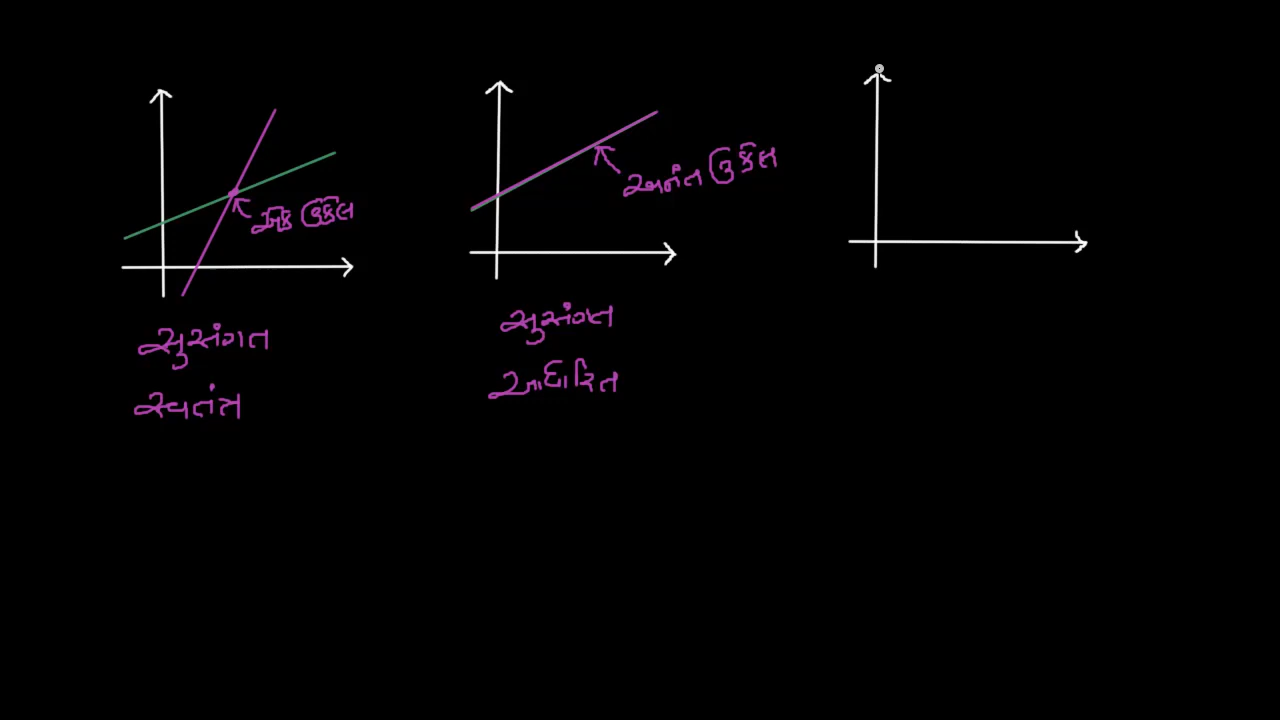 એક ઉકેલ
સુસંગત
સ્વતંત્ર
અનંત ઉકેલ
સુસંગત
આધારિત